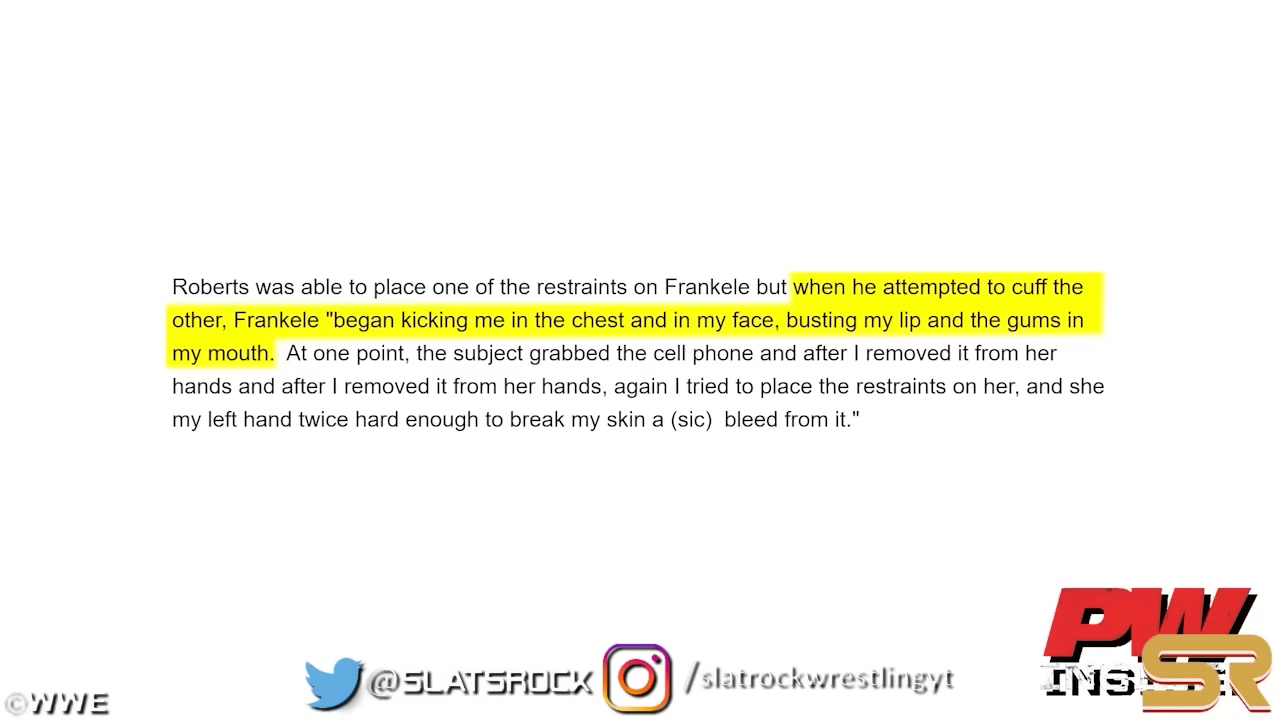 Roberts was able to place one of the restraints on Frankele but when he attempted to cuff the
other, Frankele "began kicking me in the chest and in my face, busting my lip and the gums in
my mouth.  At one point, the subject grabbed the cell phone and after I removed it from her
hands and after I removed it from her hands, again I tried to place the restraints on her, and she
my left hand twice hard enough to break my skin a (sic)  bleed from it."
PW
SR
@SLATSROCK
/slatrockwrestlingyt
©WWE